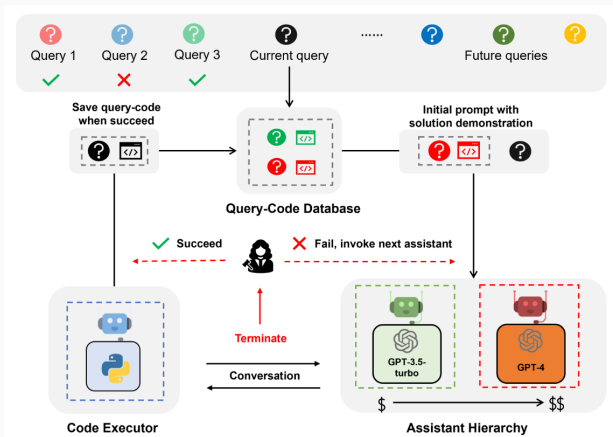 Query 1
Query 2
Query 3
Current query
......
Future queries
Save query-code
when succeed
Initial prompt with
solution demonstration
Query-Code Database
Succeed
Fail, invoke next assistant
Terminate
Conversation
GPT-3.5-
turbo
GPT-4
$
$$
Code Executor
Assistant Hierarchy